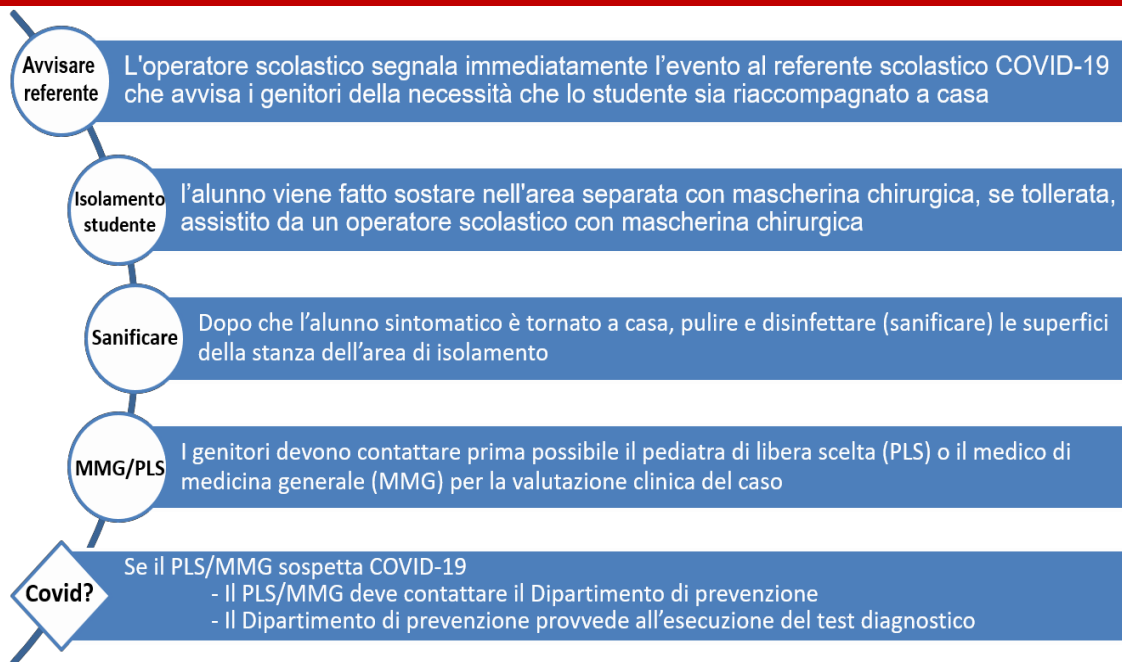 Avvisare
referente
L'operatore scolastico segnala immediatamente l’evento al referente scolastico COVID-19
che avvisa i genitori della necessità che lo studente sia riaccompagnato a casa
Isolamento
studente
l’alunno viene fatto sostare nell'area separata con mascherina chirurgica, se tollerata,
assistito da un operatore scolastico con mascherina chirurgica
Sanificare
Dopo che l’alunno sintomatico è tornato a casa, pulire e disinfettare (sanificare) le superfici
della stanza dell’area di isolamento
MMG/PLS
I genitori devono contattare prima possibile il pediatra di libera scelta (PLS) o il medico di
medicina generale (MMG) per la valutazione clinica del caso
Covid?
Se il PLS/MMG sospetta COVID-19
- Il PLS/MMG deve contattare il Dipartimento di prevenzione
- Il Dipartimento di prevenzione provvede all’esecuzione del test diagnostico